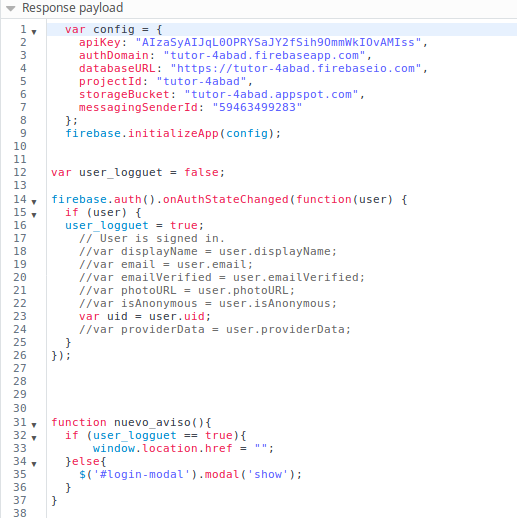 Response payload
1 var config = {
2 apiKey: "AIzaSyAIJqL0OPRYSaJY2fSih9OmmWkIOvAMIss",
3 authDomain: "tutor-4abad.firebaseapp.com",
4 databaseURL: "https://tutor-4abad.firebaseio.com",
5 projectId: "tutor-4abad",
6 storageBucket: "tutor-4abad.appspot.com",
7 messagingSenderId: "59463499283"
8 };
9 firebase.initializeApp(config);
10
11
12 var user_logguet = false;
13
14 firebase.auth().onAuthStateChanged(function(user) {
15 if (user) {
16 user_logguet = true;
17 // User is signed in.
18 //var displayName = user.displayName;
19 //var email = user.email;
20 //var emailVerified = user.emailVerified;
21 //var photoURL = user.photoURL;
22 //var isAnonymous = user.isAnonymous;
23 var uid = user.uid;
24 //var providerData = user.providerData;
25 }
26 });
27
28
29
30
31 function nuevo_aviso(){
32 if (user_logguet == true){
33 window.location.href = "";
34 }else{
35 $('#login-modal').modal('show');
36 }
37 }
38